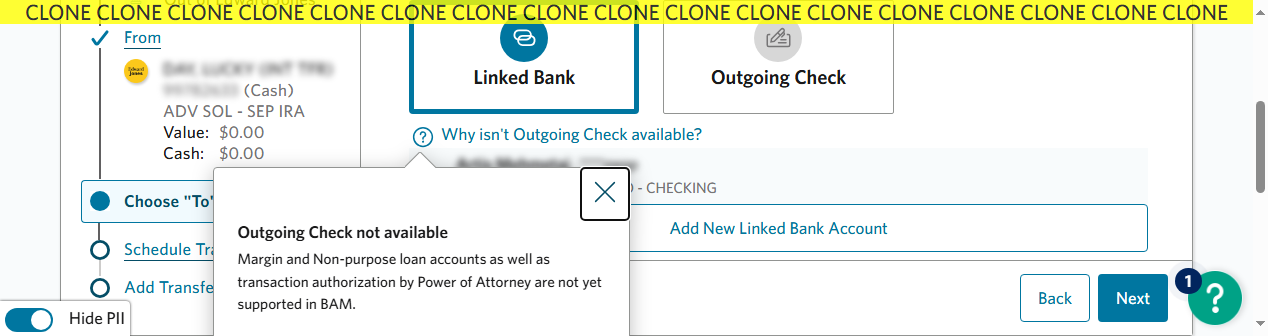 CLONE CLONE CLONE CLONE CLONE CLONE CLONE CLONE CLONE CLONE CLONE CLONE CLONE CLONE CLONE CLONE CLONE
From
Edward Jones
(Cash)
ADV SOL - SEP IRA
Value: $0.00
Cash: $0.00
Choose "To"
Schedule Tra
Add Transfe
Hide PII
Linked Bank
Outgoing Check
Why isn't Outgoing Check available?
- CHECKING
Add New Linked Bank Account
Outgoing Check not available
Margin and Non-purpose loan accounts as well as
transaction authorization by Power of Attorney are not yet
supported in BAM.
Back
Next
1
?